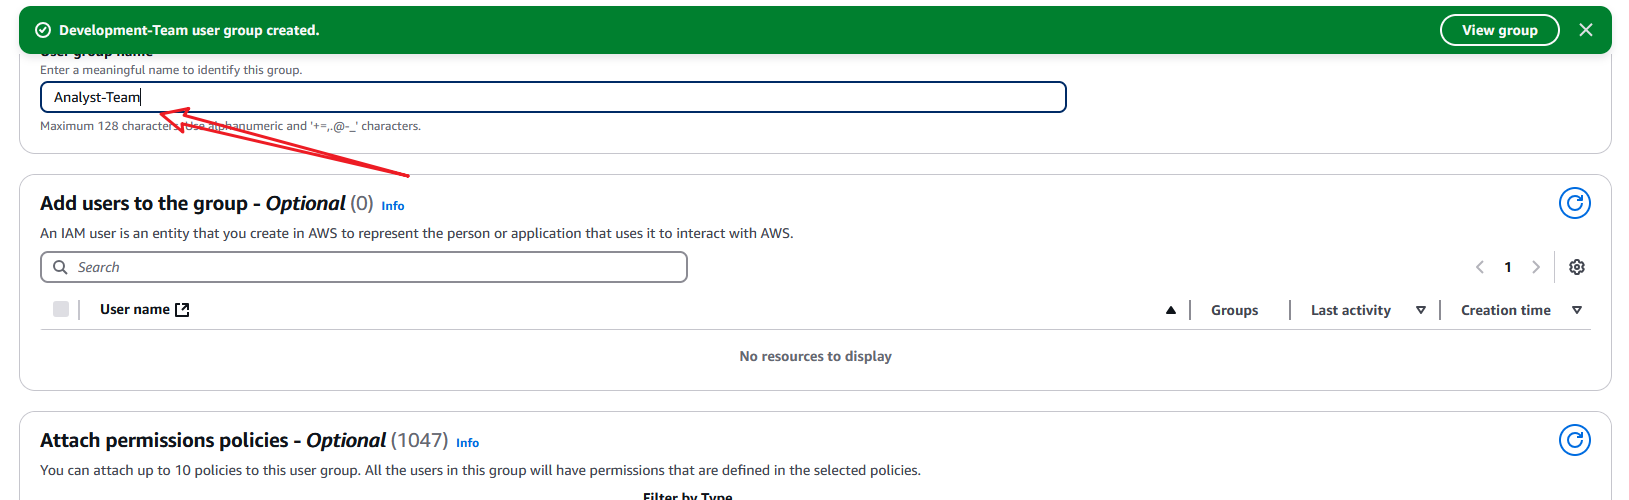 Development-Team user group created.
View group
User group name
Enter a meaningful name to identify this group.
Analyst-Team
Maximum 128 characters. Use alphanumeric and '+=,.@-_' characters.
Add users to the group - Optional (0) Info
An IAM user is an entity that you create in AWS to represent the person or application that uses it to interact with AWS.
Search
1
User name
Groups
Last activity
Creation time
No resources to display
Attach permissions policies - Optional (1047) Info
You can attach up to 10 policies to this user group. All the users in this group will have permissions that are defined in the selected policies.
Filter by Type